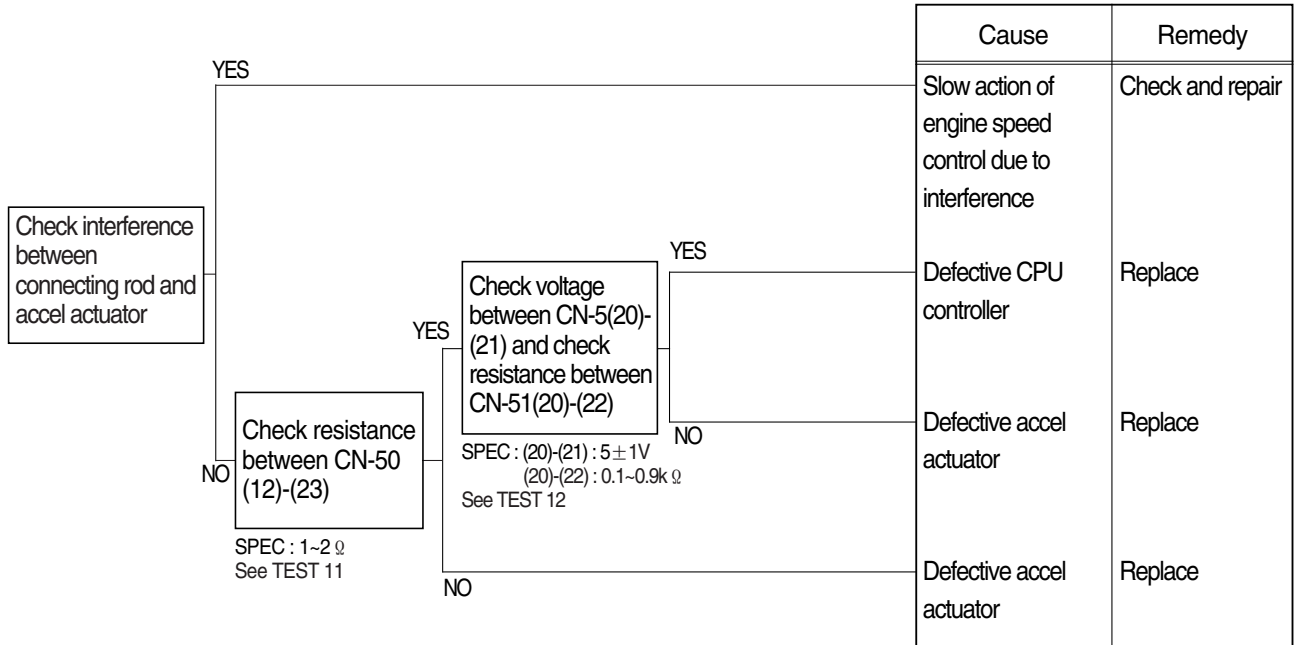 Cause
Remedy
YES
Slow action of
engine speed
control due to
interference
Check and repair
Check interference
between
connecting rod and
accel actuator
YES
Defective CPU
controller
Replace
YES
Check voltage
between CN-5(20)-
(21) and check
resistance between
CN-51(20)-(22)
NO
Defective accel
actuator
Replace
SPEC : (20)-(21) : 5±1V
(20)-(22) : 0.1~0.9k Ω
See TEST 12
NO
Check resistance
between CN-50
(12)-(23)
SPEC : 1~2 Ω
See TEST 11
NO
Defective accel
actuator
Replace